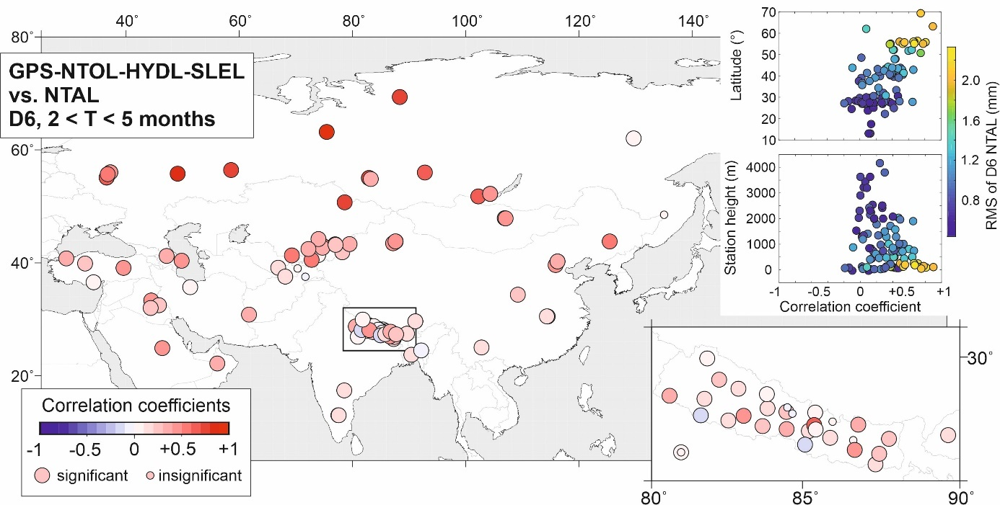 40° 60° 80° 100° 120° 140°
80°
60°
40°
20°
GPS-NTOL-HYDL-SLEL
vs. NTAL
D6, 2 < T < 5 months
Correlation coefficients
-1 -0.5 0 +0.5 +1
significant insignificant
Latitude (°)
70
60
50
40
30
20
10
Station height (m)
4000
3000
2000
1000
0
-1 -0.5 0 +0.5 +1
Correlation coefficient
2.0
1.6
1.2
0.8
RMS of D6 NTAL (mm)
30°
80° 85° 90°